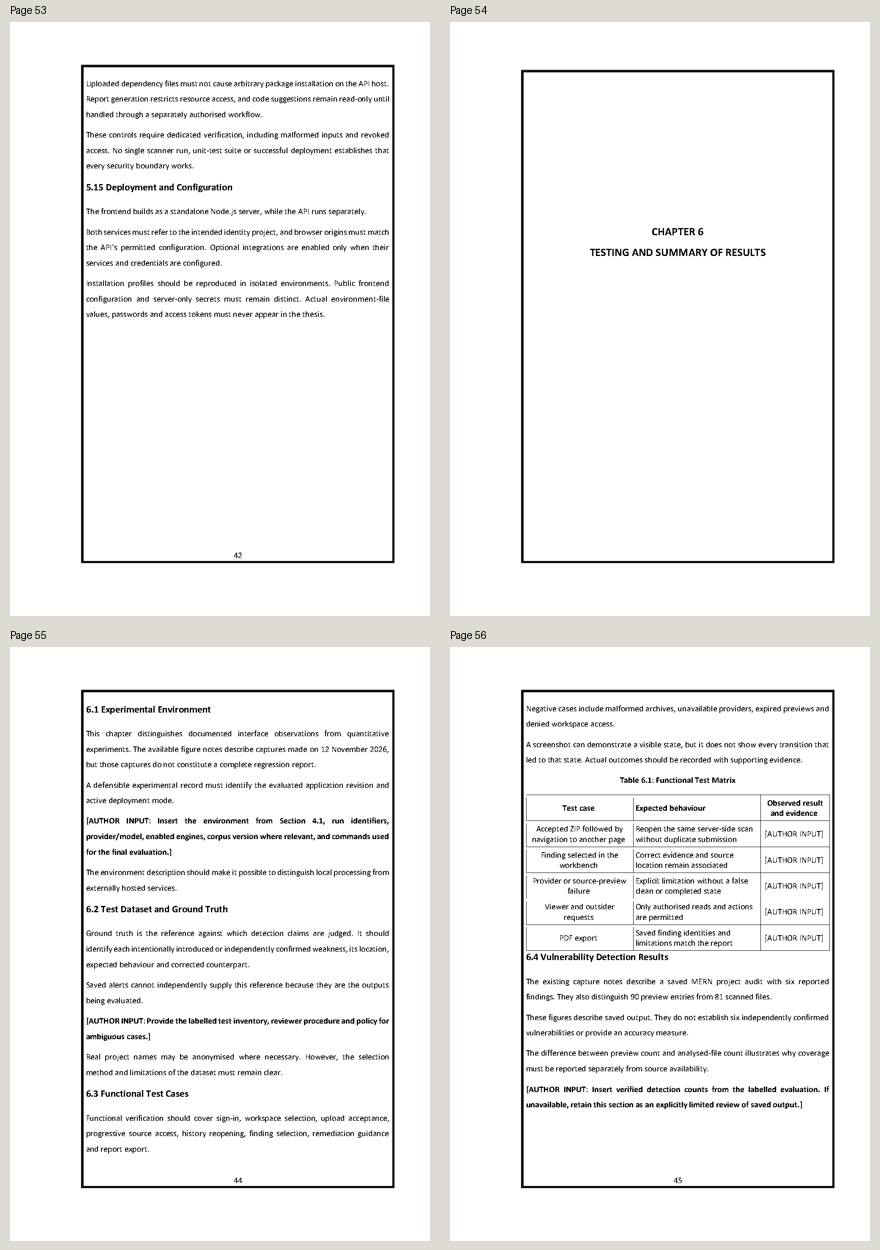 Page 53
Uploaded dependency files must not cause arbitrary package installation on the API host.
Report generation restricts resource access, and code suggestions remain read-only until
handled through a separately authorised workflow.
These controls require dedicated verification, including malformed inputs and revoked
access. No single scanner run, unit-test suite or successful deployment establishes that
every security boundary works.
5.15 Deployment and Configuration
The frontend builds as a standalone Node.js server, while the API runs separately.
Both services must refer to the intended identity project, and browser origins must match
the API's permitted configuration. Optional integrations are enabled only when their
services and credentials are configured.
Installation profiles should be reproduced in isolated environments. Public frontend
configuration and server-only secrets must remain distinct. Actual environment-file
values, passwords and access tokens must never appear in the thesis.
42
Page 54
CHAPTER 6
TESTING AND SUMMARY OF RESULTS
Page 55
6.1 Experimental Environment
This chapter distinguishes documented interface observations from quantitative
experiments. The available figure notes describe captures made on 12 November 2026,
but those captures do not constitute a complete regression report.
A defensible experimental record must identify the evaluated application revision and
active deployment mode.
[AUTHOR INPUT: Insert the environment from Section 4.1, run identifiers,
provider/model, enabled engines, corpus version where relevant, and commands used
for the final evaluation.]
The environment description should make it possible to distinguish local processing from
externally hosted services.
6.2 Test Dataset and Ground Truth
Ground truth is the reference against which detection claims are judged. It should
identify each intentionally introduced or independently confirmed weakness, its location,
expected behaviour and corrected counterpart.
Saved alerts cannot independently supply this reference because they are the outputs
being evaluated.
[AUTHOR INPUT: Provide the labelled test inventory, reviewer procedure and policy for
ambiguous cases.]
Real project names may be anonymised where necessary. However, the selection
method and limitations of the dataset must remain clear.
6.3 Functional Test Cases
Functional verification should cover sign-in, workspace selection, upload acceptance,
progressive source access, history reopening, finding selection, remediation guidance
and report export.
44
Page 56
Negative cases include malformed archives, unavailable providers, expired previews and
denied workspace access.
A screenshot can demonstrate a visible state, but it does not show every transition that
led to that state. Actual outcomes should be recorded with supporting evidence.
Table 6.1: Functional Test Matrix
Test case
Expected behaviour
Observed result
and evidence
Accepted ZIP followed by
navigation to another page
Reopen the same server-side scan
without duplicate submission
[AUTHOR INPUT]
Finding selected in the
workbench
Correct evidence and source
location remain associated
[AUTHOR INPUT]
Provider or source-preview
failure
Explicit limitation without a false
clean or completed state
[AUTHOR INPUT]
Viewer and outsider
requests
Only authorised reads and actions
are permitted
[AUTHOR INPUT]
PDF export
Saved finding identities and
limitations match the report
[AUTHOR INPUT]
6.4 Vulnerability Detection Results
The existing capture notes describe a saved MERN project audit with six reported
findings. They also distinguish 90 preview entries from 81 scanned files.
These figures describe saved output. They do not establish six independently confirmed
vulnerabilities or provide an accuracy measure.
The difference between preview count and analysed-file count illustrates why coverage
must be reported separately from source availability.
[AUTHOR INPUT: Insert verified detection counts from the labelled evaluation. If
unavailable, retain this section as an explicitly limited review of saved output.]
45